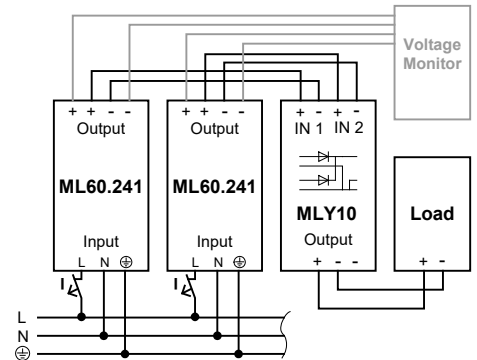 Voltage
Monitor
+ + - -
+ + - -
+ - + -
Output
Output
IN 1 IN 2
ML60.241
ML60.241
MLY10
Load
Input
Input
Output
L N
L N
+ - -
+ -
I
I
L
N